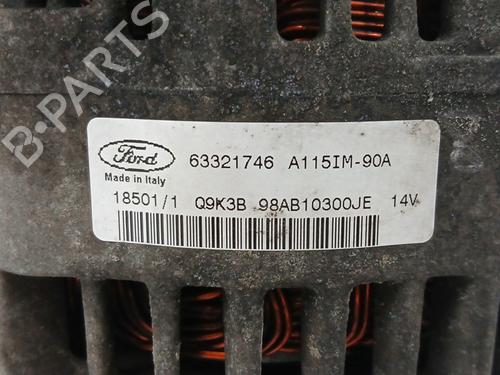 B-PARTS
Ford 63321746 A115IM-90A
Made in Italy
18501/1 Q9K3B 98AB10300JE 14V